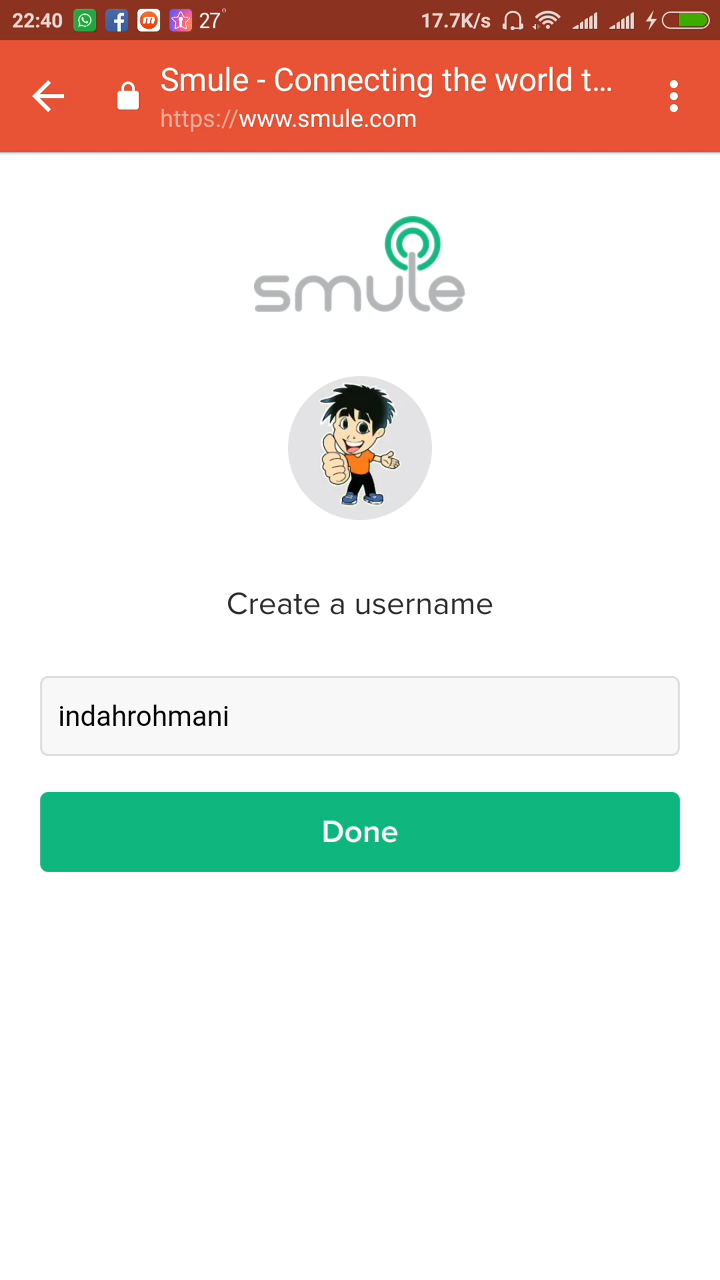 22:40 27° 17.7K/s
Smule - Connecting the world t...
https://www.smule.com
smule
Create a username
indahrohmani
Done